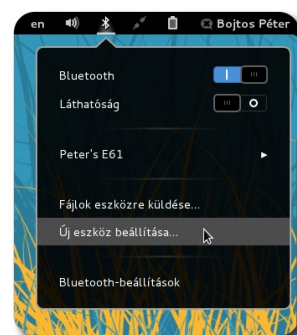 en Bojtos Péter
Bluetooth
Láthatóság
Peter's E61
Fájlok eszközre küldése...
Új eszköz beállítása...
Bluetooth-beállítások